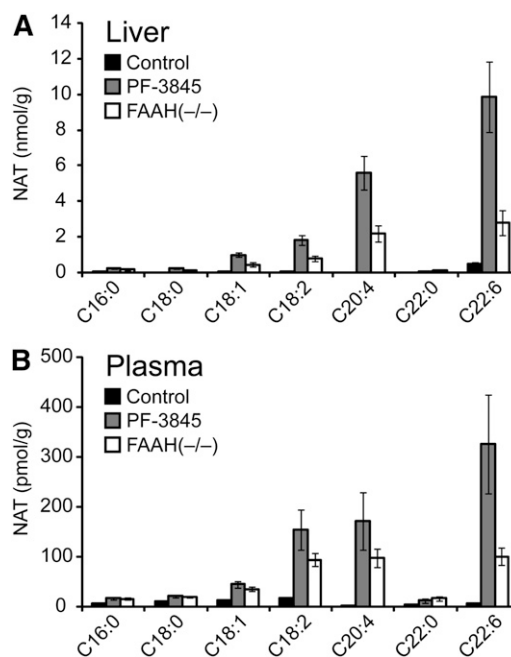 A
Liver
Control
PF-3845
FAAH(–/–)
NAT (nmol/g)
14
12
10
8
6
4
2
0
C16:0
C18:0
C18:1
C18:2
C20:4
C22:0
C22:6
B
Plasma
Control
PF-3845
FAAH(–/–)
NAT (pmol/g)
500
400
300
200
100
0
C16:0
C18:0
C18:1
C18:2
C20:4
C22:0
C22:6